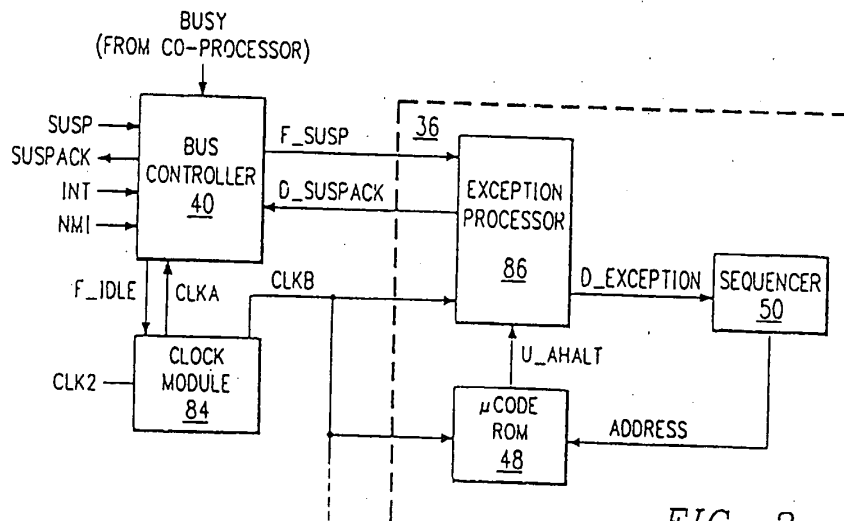 BUSY
(FROM CO-PROCESSOR)
SUSP
SUSPACK
INT
NMI
BUS
CONTROLLER
40
F_SUSP
D_SUSPACK
36
EXCEPTION
PROCESSOR
86
D_EXCEPTION
SEQUENCER
50
F_IDLE
CLKA
CLKB
CLK2
CLOCK
MODULE
84
U_AHALT
μCODE
ROM
48
ADDRESS